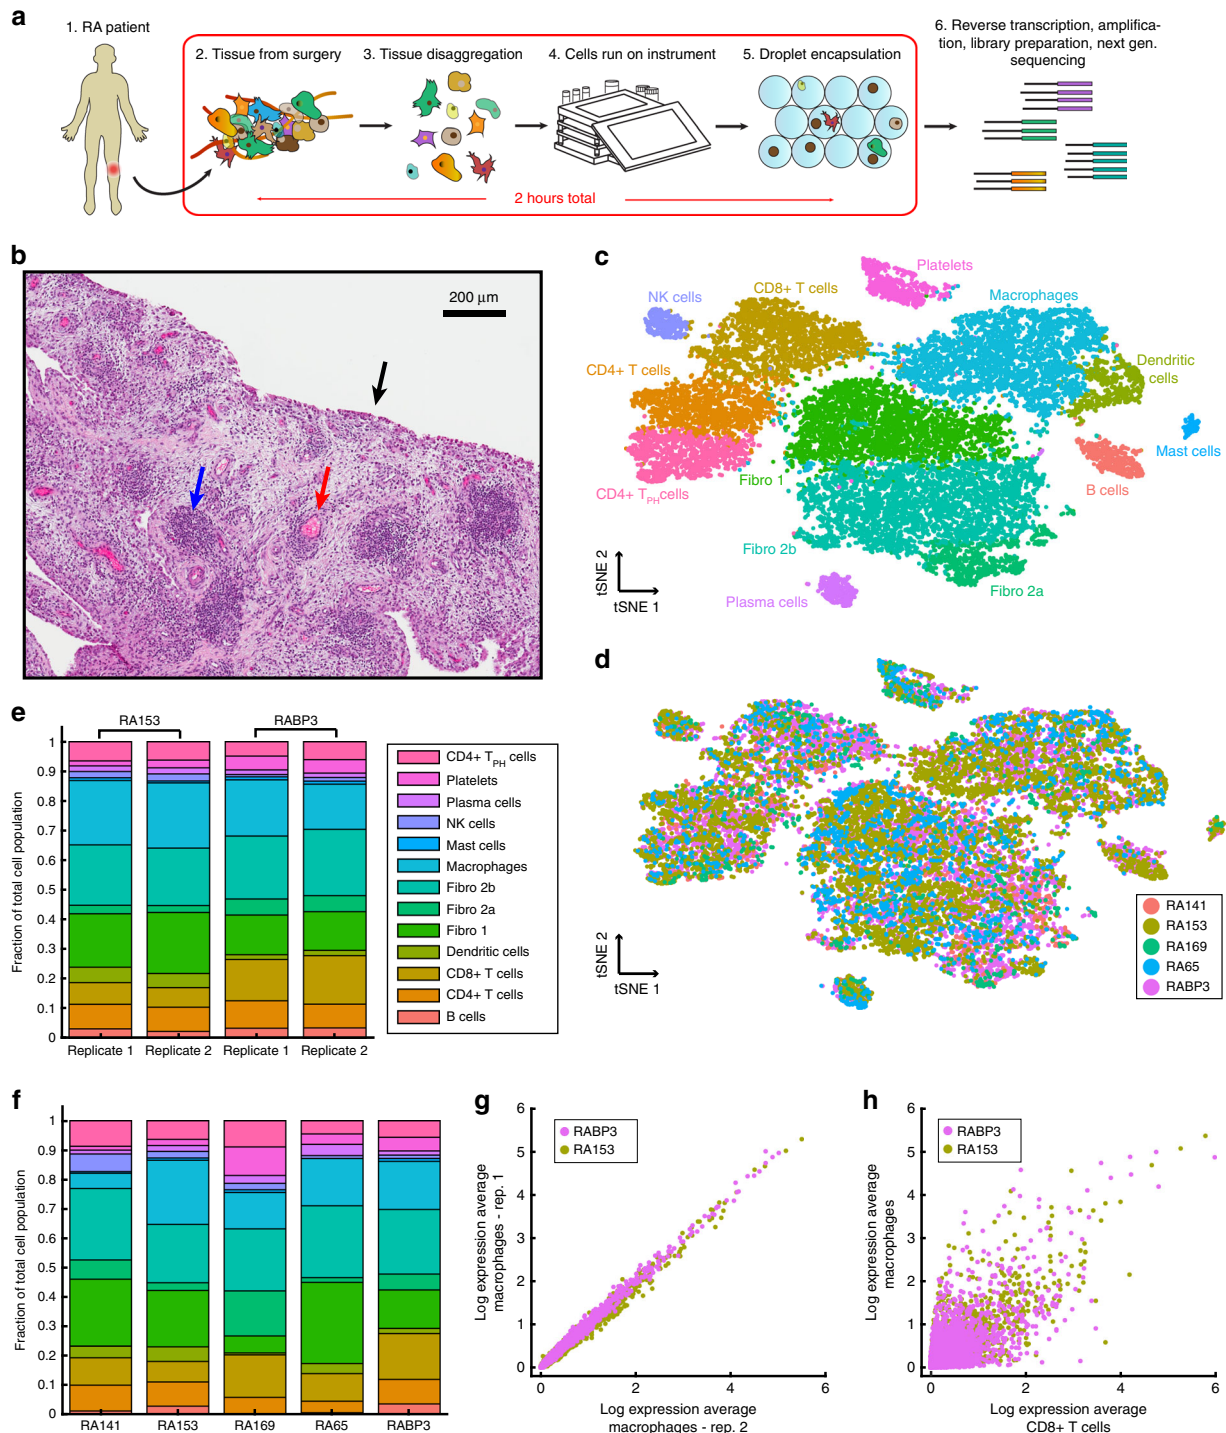 a
1. RA patient
2. Tissue from surgery
3. Tissue disaggregation
4. Cells run on instrument
5. Droplet encapsulation
6. Reverse transcription, amplifica-
tion, library preparation, next gen.
sequencing
2 hours total
b
200 µm
c
Platelets
NK cells
CD8+ T cells
Macrophages
CD4+ T cells
Dendritic
cells
Mast cells
CD4+ TPH cells
Fibro 1
B cells
Fibro 2b
Fibro 2a
Plasma cells
tSNE 2
tSNE 1
d
RA141
RA153
RA169
RA65
RABP3
tSNE 2
tSNE 1
e
RA153
RABP3
Fraction of total cell population
1
0.9
0.8
0.7
0.6
0.5
0.4
0.3
0.2
0.1
0
Replicate 1
Replicate 2
Replicate 1
Replicate 2
CD4+ TPH cells
Platelets
Plasma cells
NK cells
Mast cells
Macrophages
Fibro 2b
Fibro 2a
Fibro 1
Dendritic cells
CD8+ T cells
CD4+ T cells
B cells
f
Fraction of total cell population
1
0.9
0.8
0.7
0.6
0.5
0.4
0.3
0.2
0.1
0
RA141
RA153
RA169
RA65
RABP3
g
RABP3
RA153
Log expression average
macrophages - rep. 1
6
5
4
3
2
1
0
0
2
4
6
Log expression average
macrophages - rep. 2
h
RABP3
RA153
Log expression average
macrophages
6
5
4
3
2
1
0
0
2
4
6
Log expression average
CD8+ T cells